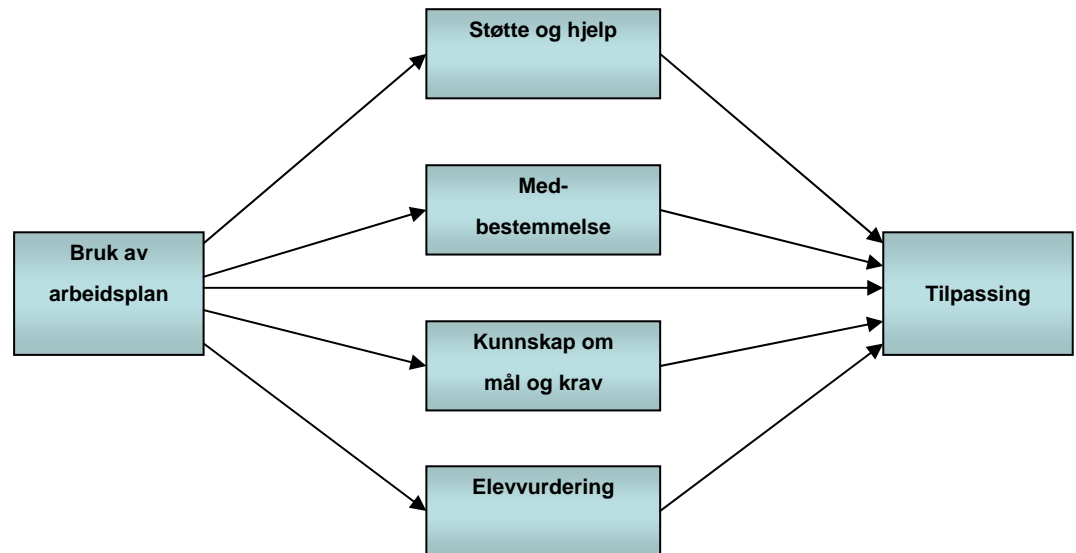 Støtte og hjelp
Med-
bestemmelse
Bruk av
arbeidsplan
Tilpassing
Kunnskap om
mål og krav
Elevvurdering